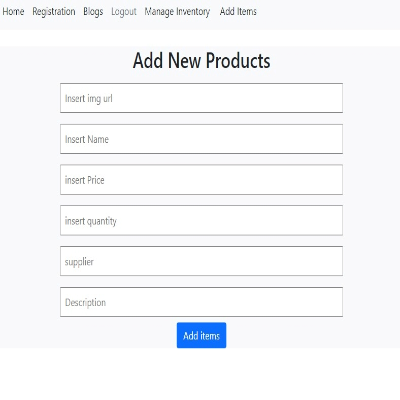 Home Registration Blogs Logout Manage Inventory Add Items
Add New Products
Insert img url
Insert Name
insert Price
insert quantity
supplier
Description
Add items